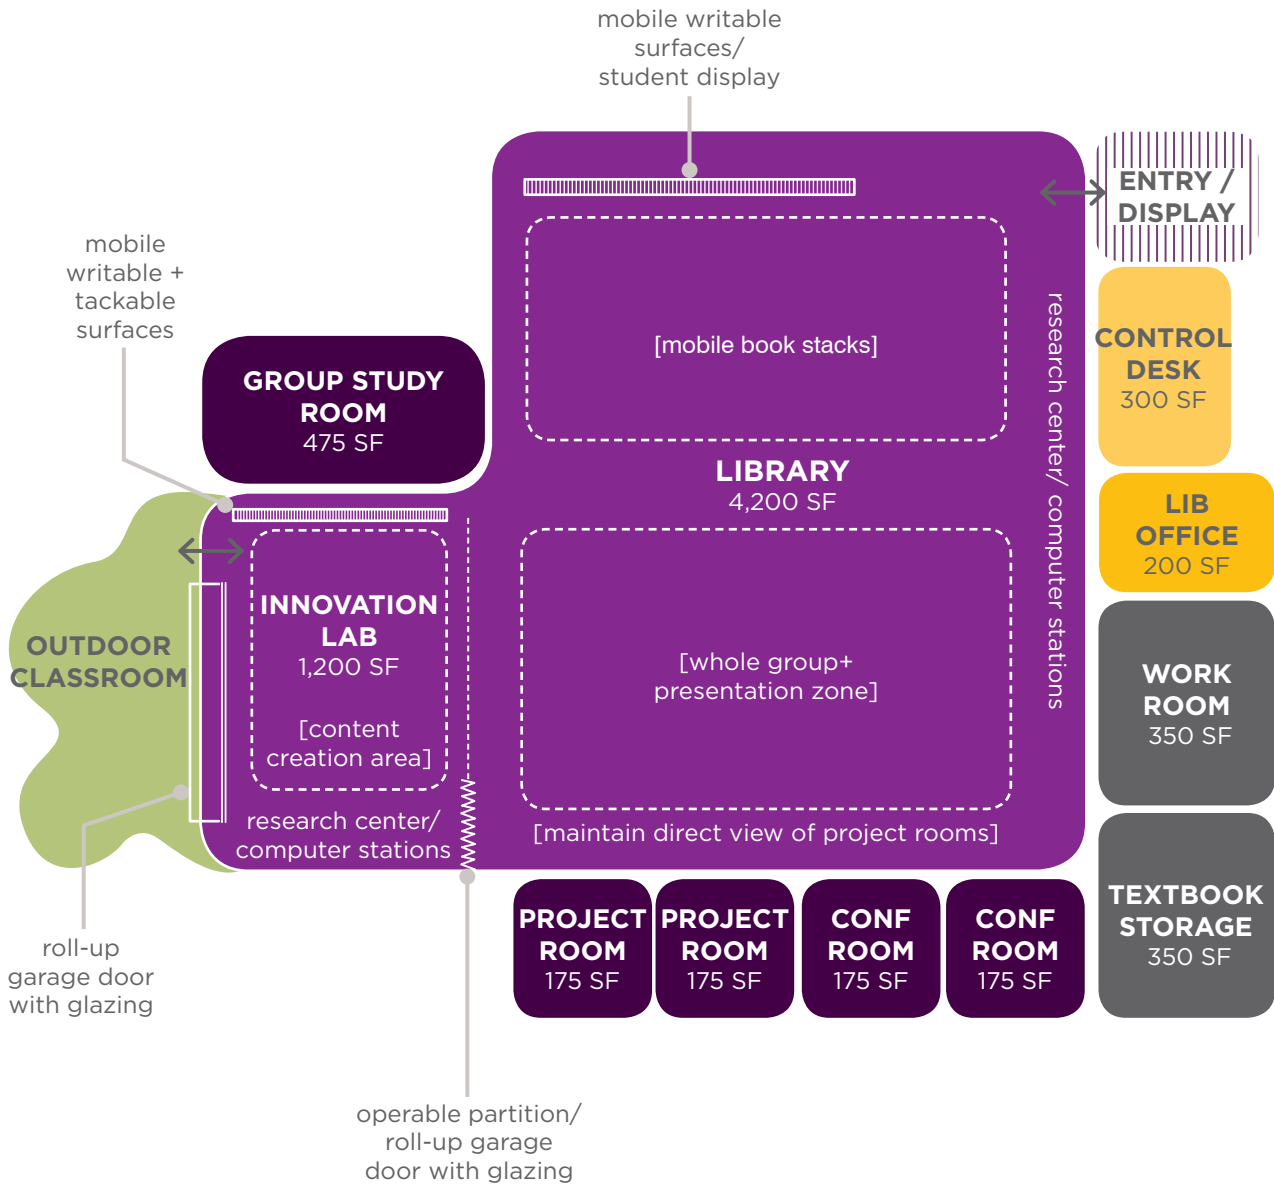 mobile writable
surfaces/
student display
ENTRY /
DISPLAY
mobile
writable +
tackable
surfaces
[mobile book stacks]
research center/ computer stations
CONTROL
DESK
300 SF
GROUP STUDY
ROOM
475 SF
LIBRARY
4,200 SF
LIB
OFFICE
200 SF
INNOVATION
LAB
1,200 SF
[content
creation area]
OUTDOOR
CLASSROOM
[whole group+
presentation zone]
WORK
ROOM
350 SF
research center/
computer stations
[maintain direct view of project rooms]
PROJECT
ROOM
175 SF
PROJECT
ROOM
175 SF
CONF
ROOM
175 SF
CONF
ROOM
175 SF
TEXTBOOK
STORAGE
350 SF
roll-up
garage door
with glazing
operable partition/
roll-up garage
door with glazing